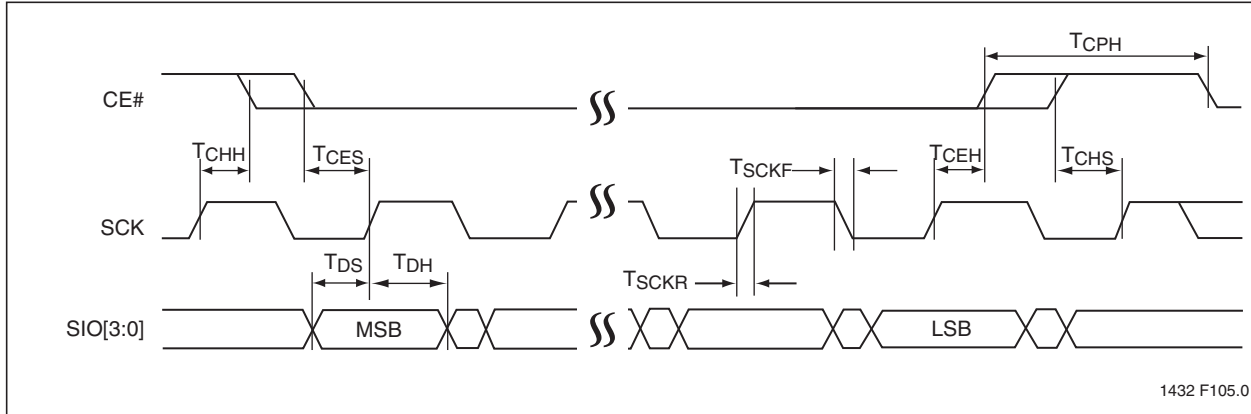 TCPH
CE#
TCHH
TCES
TSCKF
TCEH
TCHS
SCK
TDS
TDH
TSCKR
SIO[3:0]
MSB
LSB
1432 F105.0